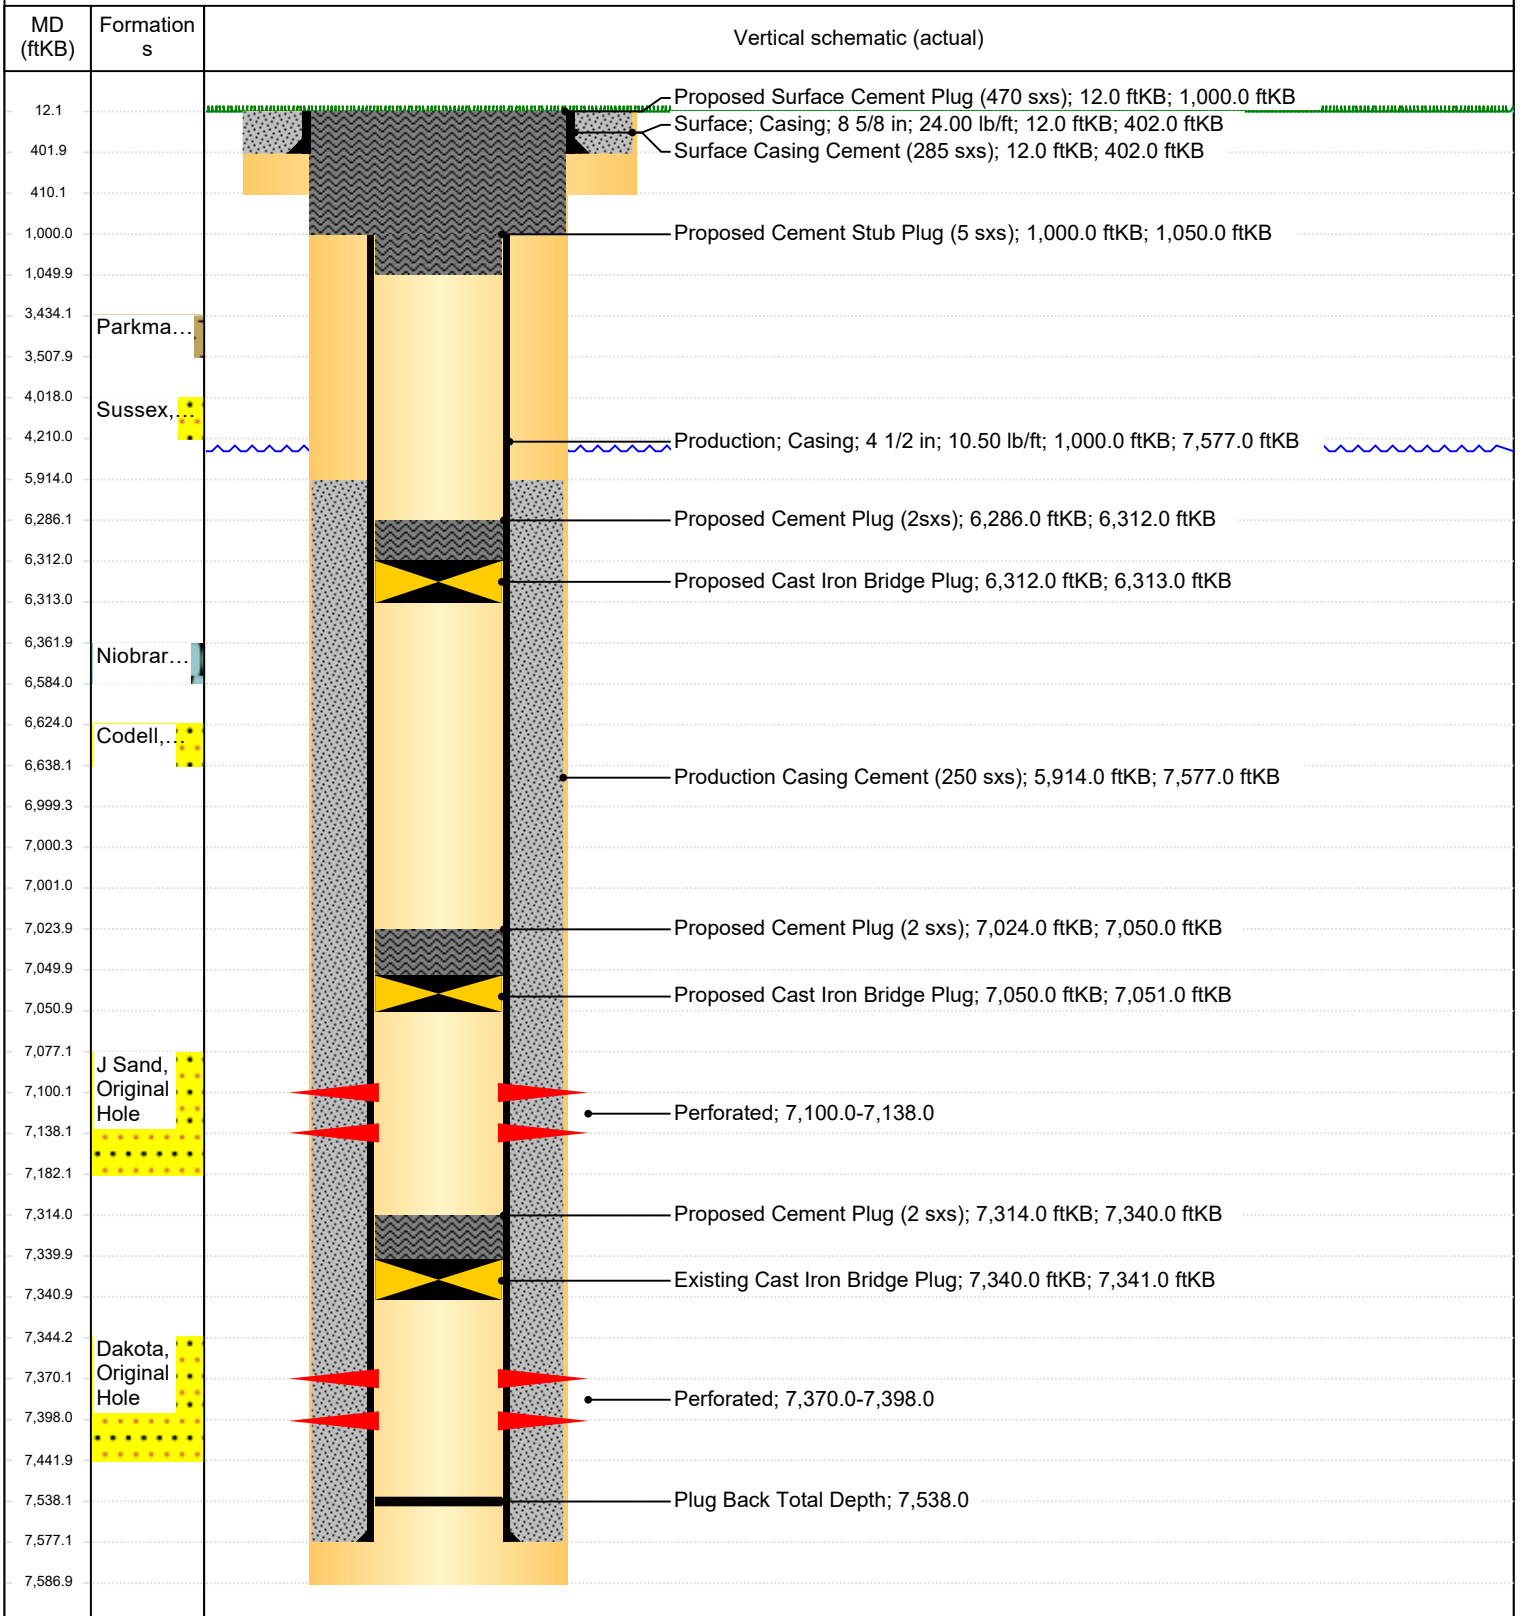 MD
(ftKB)
Formation
s
Vertical schematic (actual)
12.1
Proposed Surface Cement Plug (470 sxs); 12.0 ftKB; 1,000.0 ftKB
Surface; Casing; 8 5/8 in; 24.00 lb/ft; 12.0 ftKB; 402.0 ftKB
401.9
Surface Casing Cement (285 sxs); 12.0 ftKB; 402.0 ftKB
410.1
1,000.0
Proposed Cement Stub Plug (5 sxs); 1,000.0 ftKB; 1,050.0 ftKB
1,049.9
3,434.1
Parkma...
3,507.9
4,018.0
Sussex,...
4,210.0
Production; Casing; 4 1/2 in; 10.50 lb/ft; 1,000.0 ftKB; 7,577.0 ftKB
5,914.0
6,286.1
Proposed Cement Plug (2sxs); 6,286.0 ftKB; 6,312.0 ftKB
6,312.0
Proposed Cast Iron Bridge Plug; 6,312.0 ftKB; 6,313.0 ftKB
6,313.0
6,361.9
Niobrar...
6,584.0
6,624.0
Codell,...
6,638.1
Production Casing Cement (250 sxs); 5,914.0 ftKB; 7,577.0 ftKB
6,999.3
7,000.3
7,001.0
7,023.9
Proposed Cement Plug (2 sxs); 7,024.0 ftKB; 7,050.0 ftKB
7,049.9
Proposed Cast Iron Bridge Plug; 7,050.0 ftKB; 7,051.0 ftKB
7,050.9
7,077.1
J Sand,
Original
Hole
7,100.1
Perforated; 7,100.0-7,138.0
7,138.1
7,182.1
7,314.0
Proposed Cement Plug (2 sxs); 7,314.0 ftKB; 7,340.0 ftKB
7,339.9
Existing Cast Iron Bridge Plug; 7,340.0 ftKB; 7,341.0 ftKB
7,340.9
7,344.2
Dakota,
Original
Hole
7,370.1
Perforated; 7,370.0-7,398.0
7,398.0
7,441.9
7,538.1
Plug Back Total Depth; 7,538.0
7,577.1
7,586.9